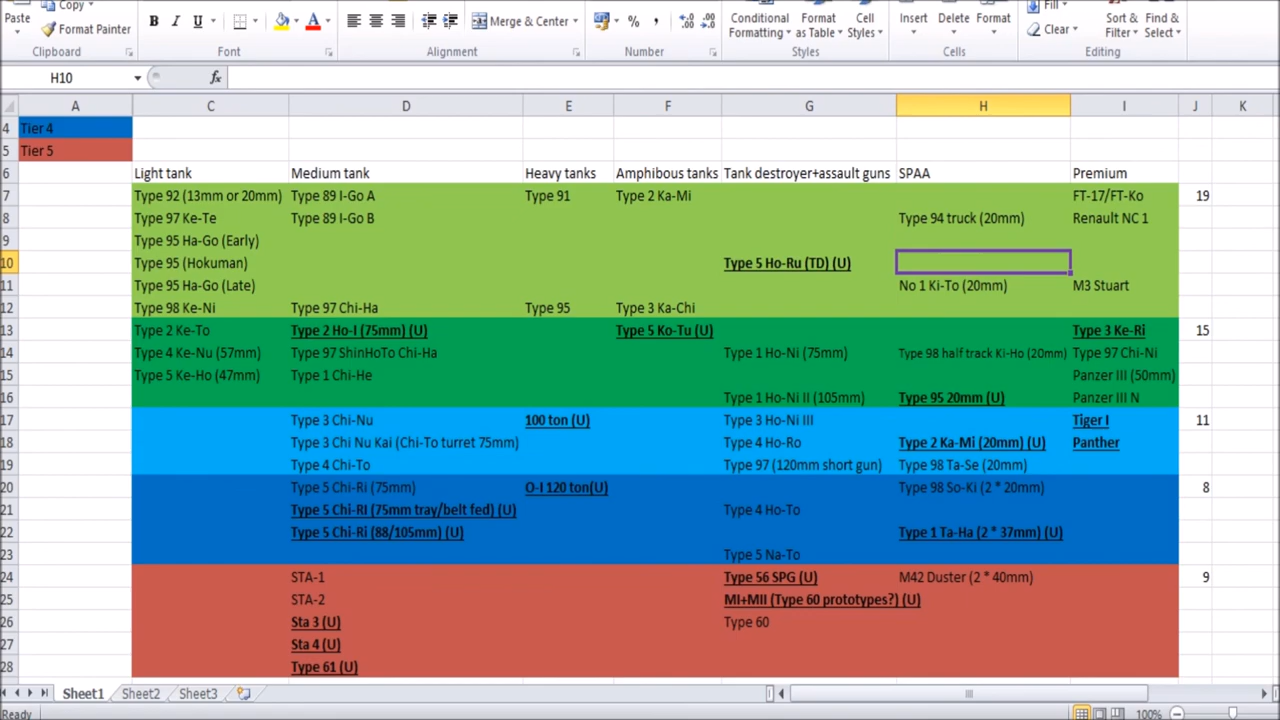 Copy
Paste
Format Painter
B I U A
Merge & Center
% ,
Conditional Formatting
Format as Table
Cell Styles
Insert Delete Format
Fill
Clear
Sort & Filter
Find & Select
Clipboard Font Alignment Number Styles Cells Editing
H10 fx
A C D E F G H I J K
4 Tier 4
5 Tier 5
6 Light tank Medium tank Heavy tanks Amphibous tanks Tank destroyer+assault guns SPAA Premium
7 Type 92 (13mm or 20mm) Type 89 I-Go A Type 91 Type 2 Ka-Mi FT-17/FT-Ko 19
8 Type 97 Ke-Te Type 89 I-Go B Type 94 truck (20mm) Renault NC 1
9 Type 95 Ha-Go (Early)
10 Type 95 (Hokuman) Type 5 Ho-Ru (TD) (U)
11 Type 95 Ha-Go (Late) No 1 Ki-To (20mm) M3 Stuart
12 Type 98 Ke-Ni Type 97 Chi-Ha Type 95 Type 3 Ka-Chi
13 Type 2 Ke-To Type 2 Ho-I (75mm) (U) Type 5 Ko-Tu (U) Type 3 Ke-Ri 15
14 Type 4 Ke-Nu (57mm) Type 97 ShinHoTo Chi-Ha Type 1 Ho-Ni (75mm) Type 98 half track Ki-Ho (20mm) Type 97 Chi-Ni
15 Type 5 Ke-Ho (47mm) Type 1 Chi-He Panzer III (50mm)
16 Type 1 Ho-Ni II (105mm) Type 95 20mm (U) Panzer III N
17 Type 3 Chi-Nu 100 ton (U) Type 3 Ho-Ni III Tiger I 11
18 Type 3 Chi Nu Kai (Chi-To turret 75mm) Type 4 Ho-Ro Type 2 Ka-Mi (20mm) (U) Panther
19 Type 4 Chi-To Type 97 (120mm short gun) Type 98 Ta-Se (20mm)
20 Type 5 Chi-Ri (75mm) O-I 120 ton(U) Type 98 So-Ki (2 * 20mm) 8
21 Type 5 Chi-RI (75mm tray/belt fed) (U) Type 4 Ho-To
22 Type 5 Chi-Ri (88/105mm) (U) Type 1 Ta-Ha (2 * 37mm) (U)
23 Type 5 Na-To
24 STA-1 Type 56 SPG (U) M42 Duster (2 * 40mm) 9
25 STA-2 MI+MII (Type 60 prototypes?) (U)
26 Sta 3 (U) Type 60
27 Sta 4 (U)
28 Type 61 (U)
Sheet1 Sheet2 Sheet3
Ready 100%